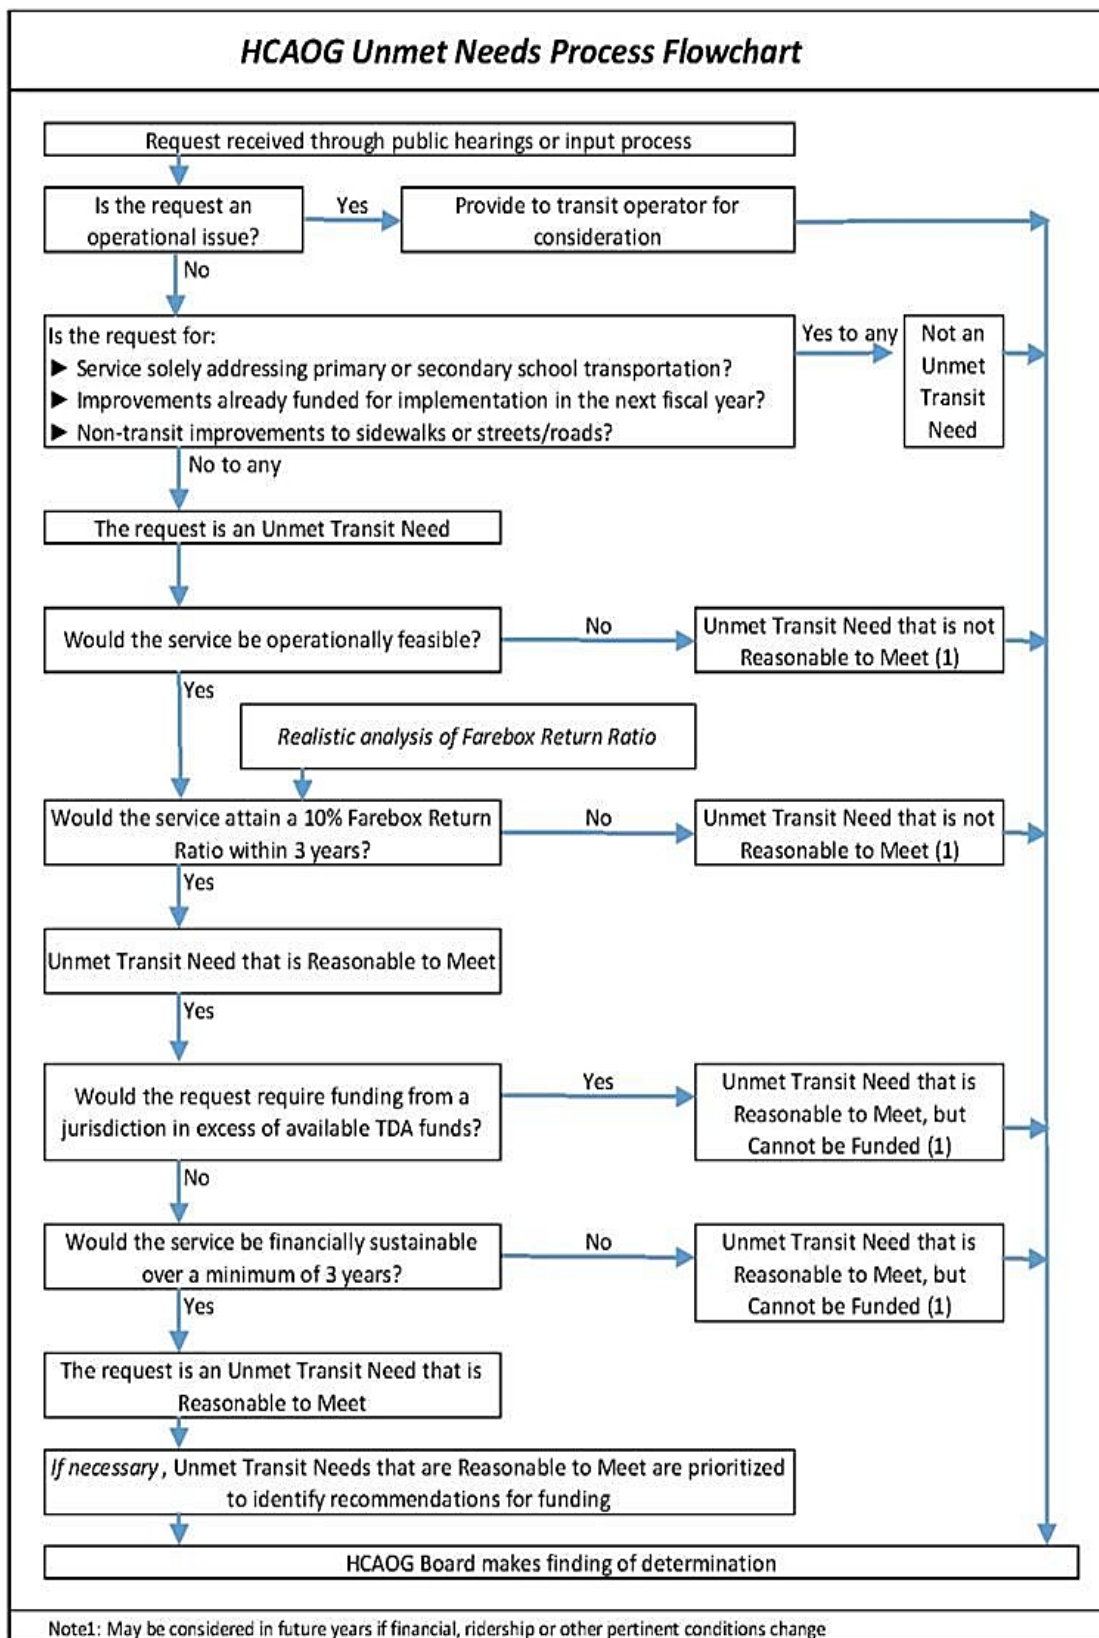 HCAOG Unmet Needs Process Flowchart
Request received through public hearings or input process
Is the request an
operational issue?
Yes
Provide to transit operator for
consideration
No
Is the request for:
► Service solely addressing primary or secondary school transportation?
► Improvements already funded for implementation in the next fiscal year?
► Non-transit improvements to sidewalks or streets/roads?
Yes to any
Not an
Unmet
Transit
Need
No to any
The request is an Unmet Transit Need
Would the service be operationally feasible?
No
Unmet Transit Need that is not
Reasonable to Meet (1)
Yes
Realistic analysis of Farebox Return Ratio
Would the service attain a 10% Farebox Return
Ratio within 3 years?
No
Unmet Transit Need that is not
Reasonable to Meet (1)
Yes
Unmet Transit Need that is Reasonable to Meet
Yes
Would the request require funding from a
jurisdiction in excess of available TDA funds?
Yes
Unmet Transit Need that is
Reasonable to Meet, but
Cannot be Funded (1)
No
Would the service be financially sustainable
over a minimum of 3 years?
No
Unmet Transit Need that is
Reasonable to Meet, but
Cannot be Funded (1)
Yes
The request is an Unmet Transit Need that is
Reasonable to Meet
If necessary, Unmet Transit Needs that are Reasonable to Meet are prioritized
to identify recommendations for funding
HCAOG Board makes finding of determination
Note1: May be considered in future years if financial, ridership or other pertinent conditions change